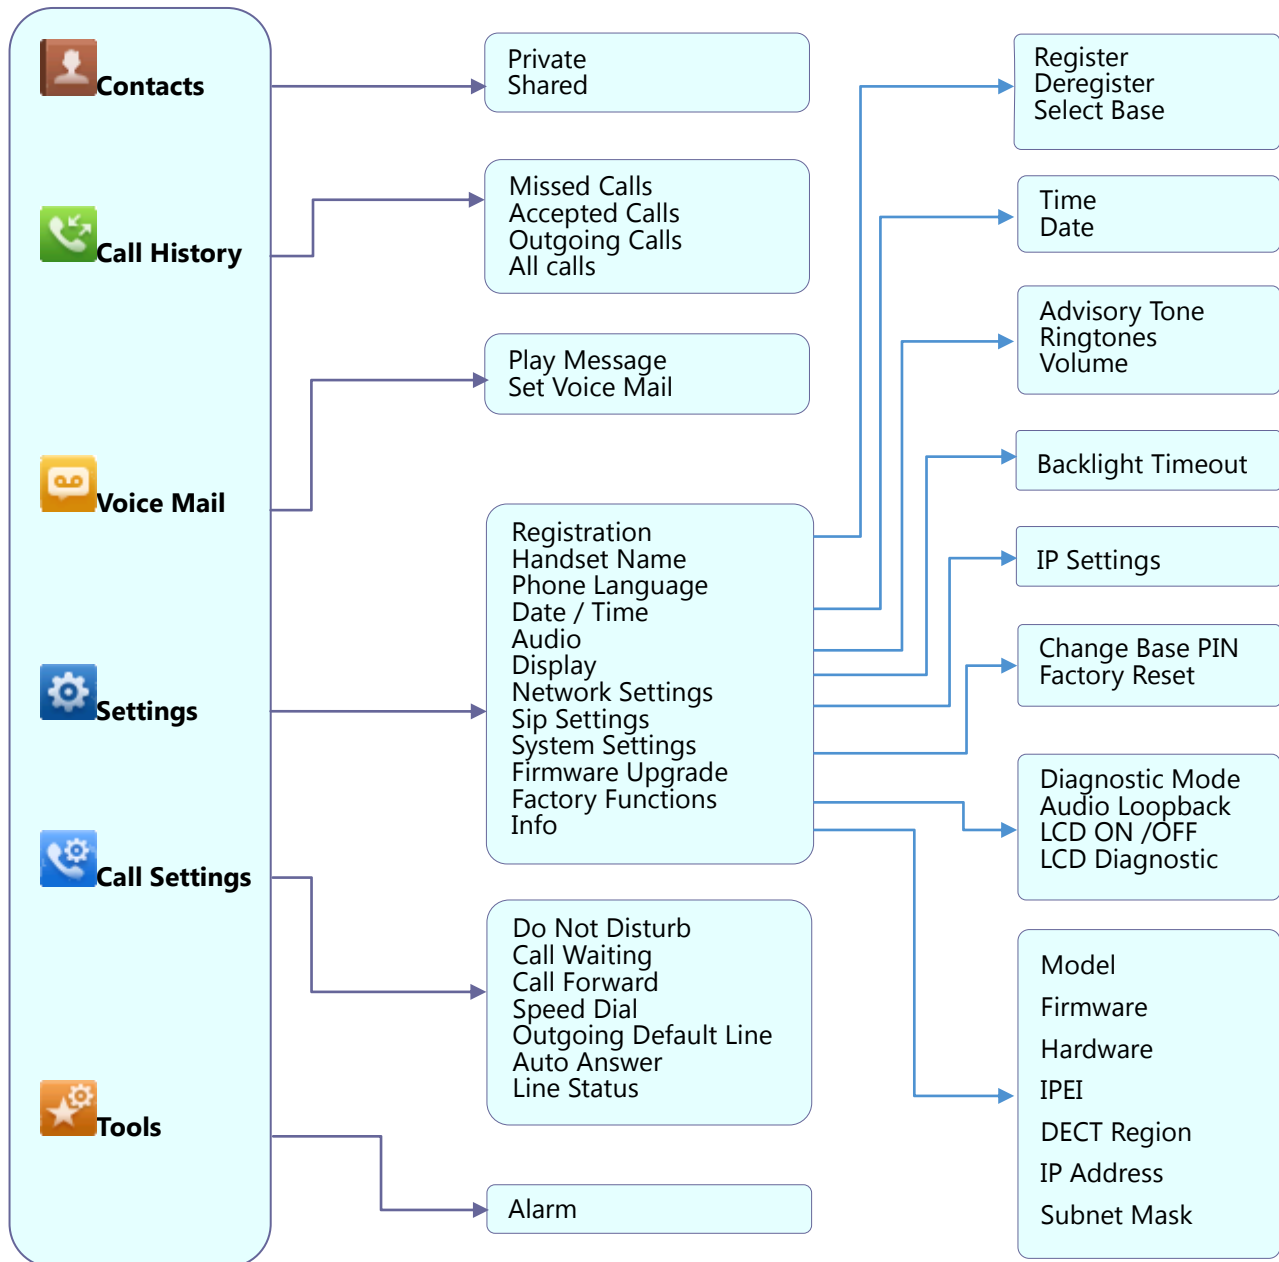 Contacts
Call History
Voice Mail
Settings
Call Settings
Tools
Private
Shared
Missed Calls
Accepted Calls
Outgoing Calls
All calls
Play Message
Set Voice Mail
Registration
Handset Name
Phone Language
Date / Time
Audio
Display
Network Settings
Sip Settings
System Settings
Firmware Upgrade
Factory Functions
Info
Do Not Disturb
Call Waiting
Call Forward
Speed Dial
Outgoing Default Line
Auto Answer
Line Status
Alarm
Register
Deregister
Select Base
Time
Date
Advisory Tone
Ringtones
Volume
Backlight Timeout
IP Settings
Change Base PIN
Factory Reset
Diagnostic Mode
Audio Loopback
LCD ON /OFF
LCD Diagnostic
Model
Firmware
Hardware
IPEI
DECT Region
IP Address
Subnet Mask